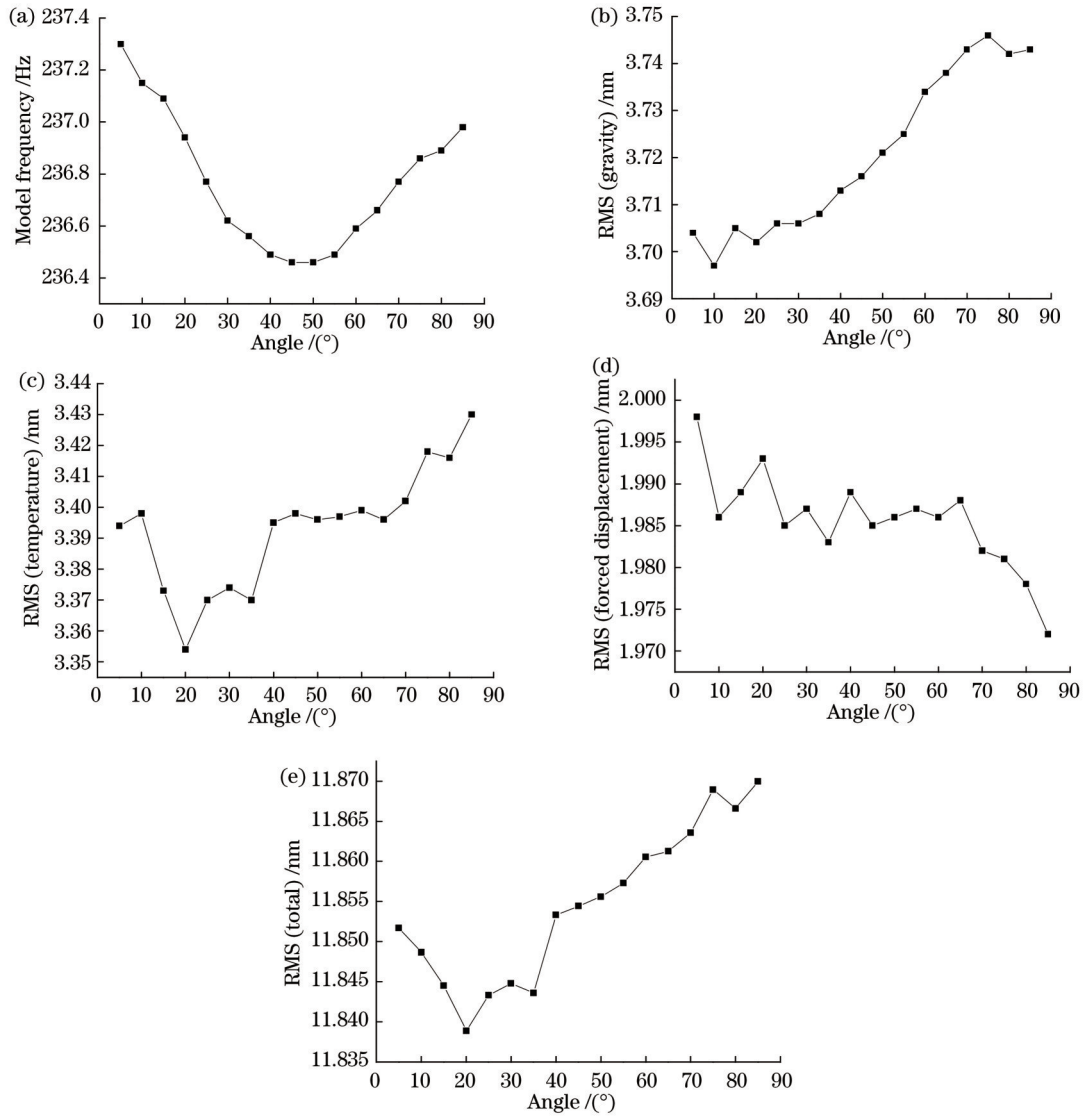 (a)
237.4
237.2
237.0
236.8
236.6
236.4
Model frequency /Hz
0 10 20 30 40 50 60 70 80 90
Angle /(°)
(b)
3.75
3.74
3.73
3.72
3.71
3.70
3.69
RMS (gravity) /nm
0 10 20 30 40 50 60 70 80 90
Angle /(°)
(c)
3.44
3.43
3.42
3.41
3.40
3.39
3.38
3.37
3.36
3.35
RMS (temperature) /nm
0 10 20 30 40 50 60 70 80 90
Angle /(°)
(d)
2.000
1.995
1.990
1.985
1.980
1.975
1.970
RMS (forced displacement) /nm
0 10 20 30 40 50 60 70 80 90
Angle /(°)
(e)
11.870
11.865
11.860
11.855
11.850
11.845
11.840
11.835
RMS (total) /nm
0 10 20 30 40 50 60 70 80 90
Angle /(°)